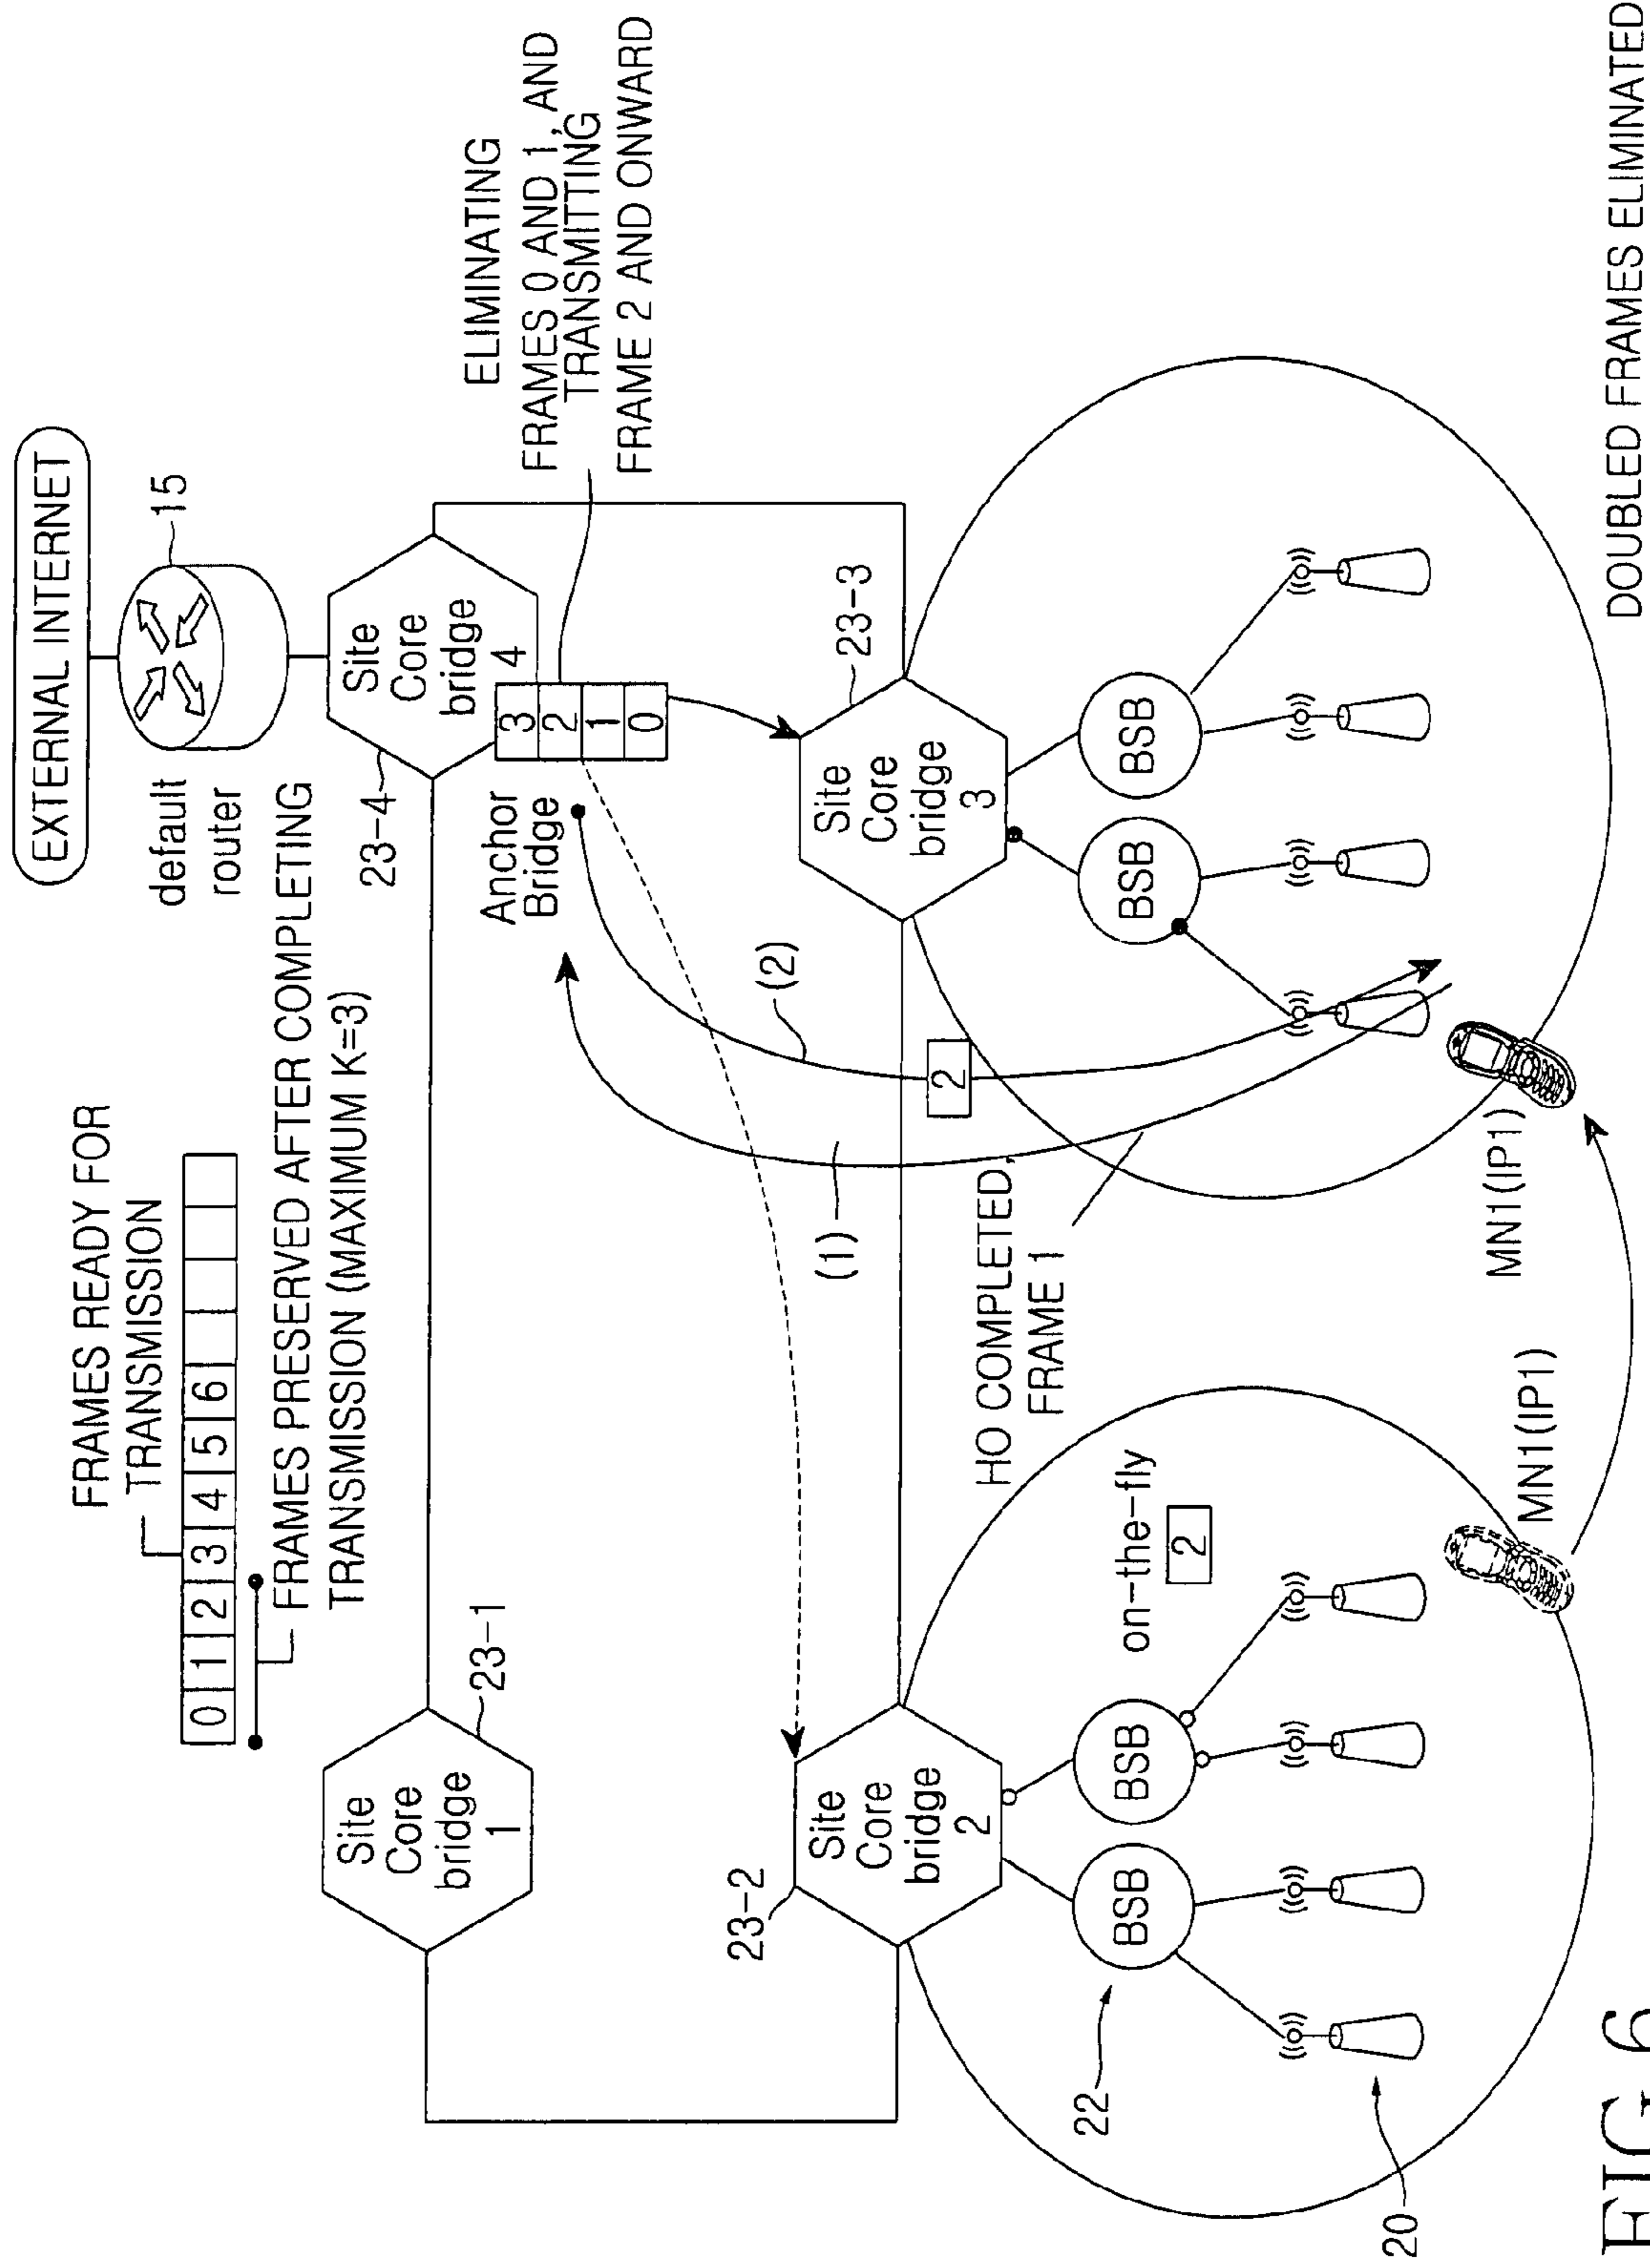 EXTERNAL INTERNET
15
default
router
FRAMES READY FOR
TRANSMISSION
0 1 2 3 4 5 6
FRAMES PRESERVED AFTER COMPLETING
TRANSMISSION (MAXIMUM K=3)
23-1
Site
Core
bridge
1
23-4
Site
Core
bridge
4
3
2
1
0
ELIMINATING
FRAMES 0 AND 1, AND
TRANSMITTING
FRAME 2 AND ONWARD
Anchor
Bridge
(2)
(1)
2
23-2
Site
Core
bridge
2
23-3
Site
Core
bridge
3
HO COMPLETED,
FRAME 1
BSB
BSB
BSB
BSB
on-the-fly
2
22
20
MN1(IP1)
MN1(IP1)
DOUBLED FRAMES ELIMINATED
FIG.6